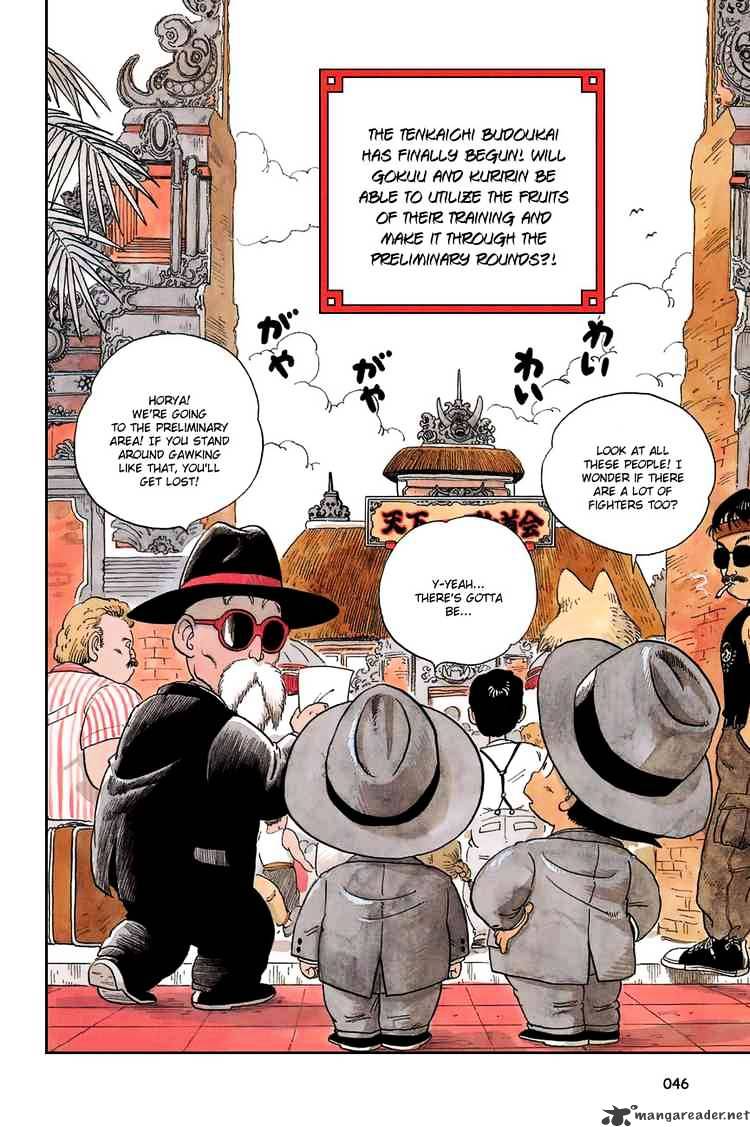 THE TENKAICHI BUDOUKAI
HAS FINALLY BEGUN! WILL
GOKUU AND KURIRIN BE
ABLE TO UTILIZE THE FRUITS
OF THEIR TRAINING AND
MAKE IT THROUGH THE
PRELIMINARY ROUNDS?!
わい
わい
がや
がや
LOOK AT ALL
THESE PEOPLE! I
WONDER IF THERE
ARE A LOT OF
FIGHTERS TOO?
HORYA!
WE'RE GOING
TO THE PRELIMINARY
AREA! IF YOU STAND
AROUND GAWKING
LIKE THAT, YOU'LL
GET LOST!
天下
道会
Y-YEAH...
THERE'S GOTTA
BE...
046
mangareader.net